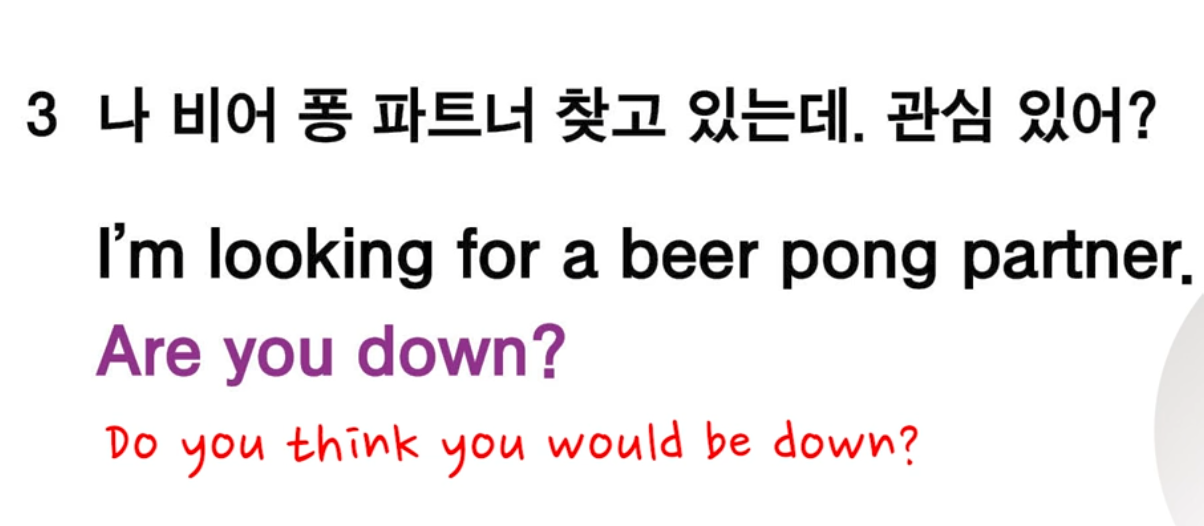 3 나 비어 퐁 파트너 찾고 있는데. 관심 있어?
I'm looking for a beer pong partner.
Are you down?
Do you think you would be down?